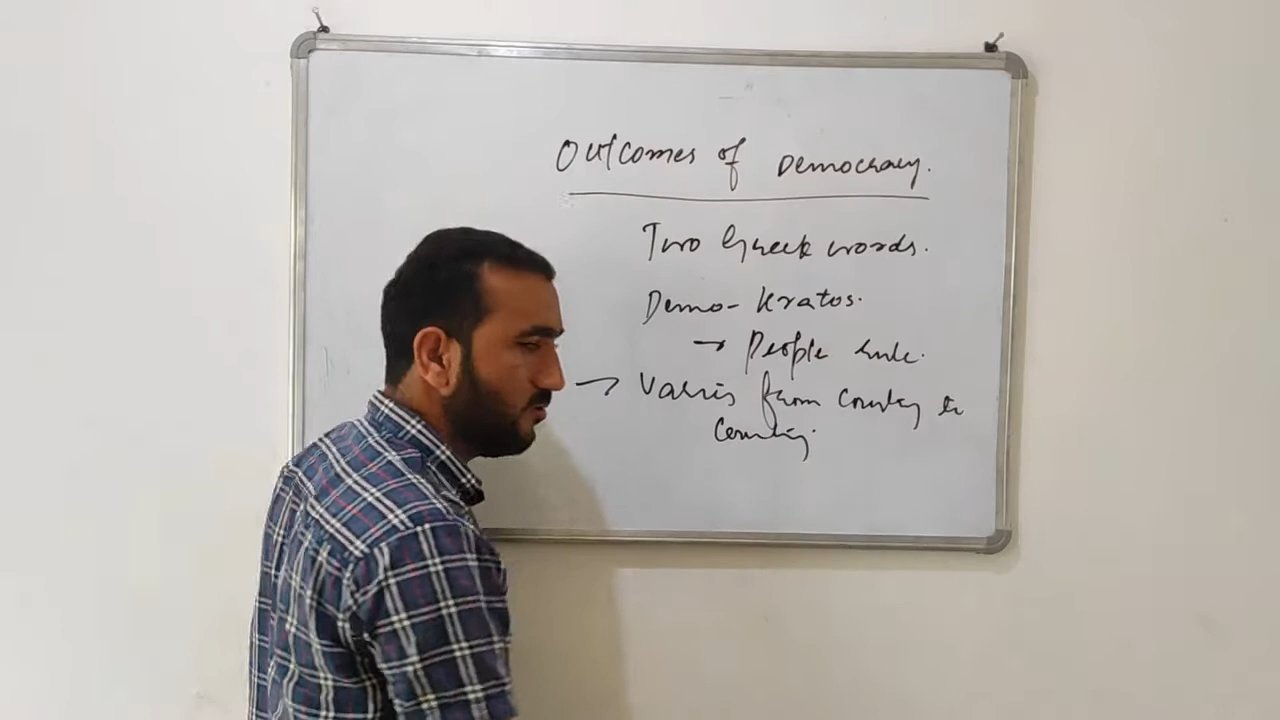 Outcomes of Democracy.
Two Greek words.
Demo- Kratos.
→ People rule.
→ Varies from country to
country.